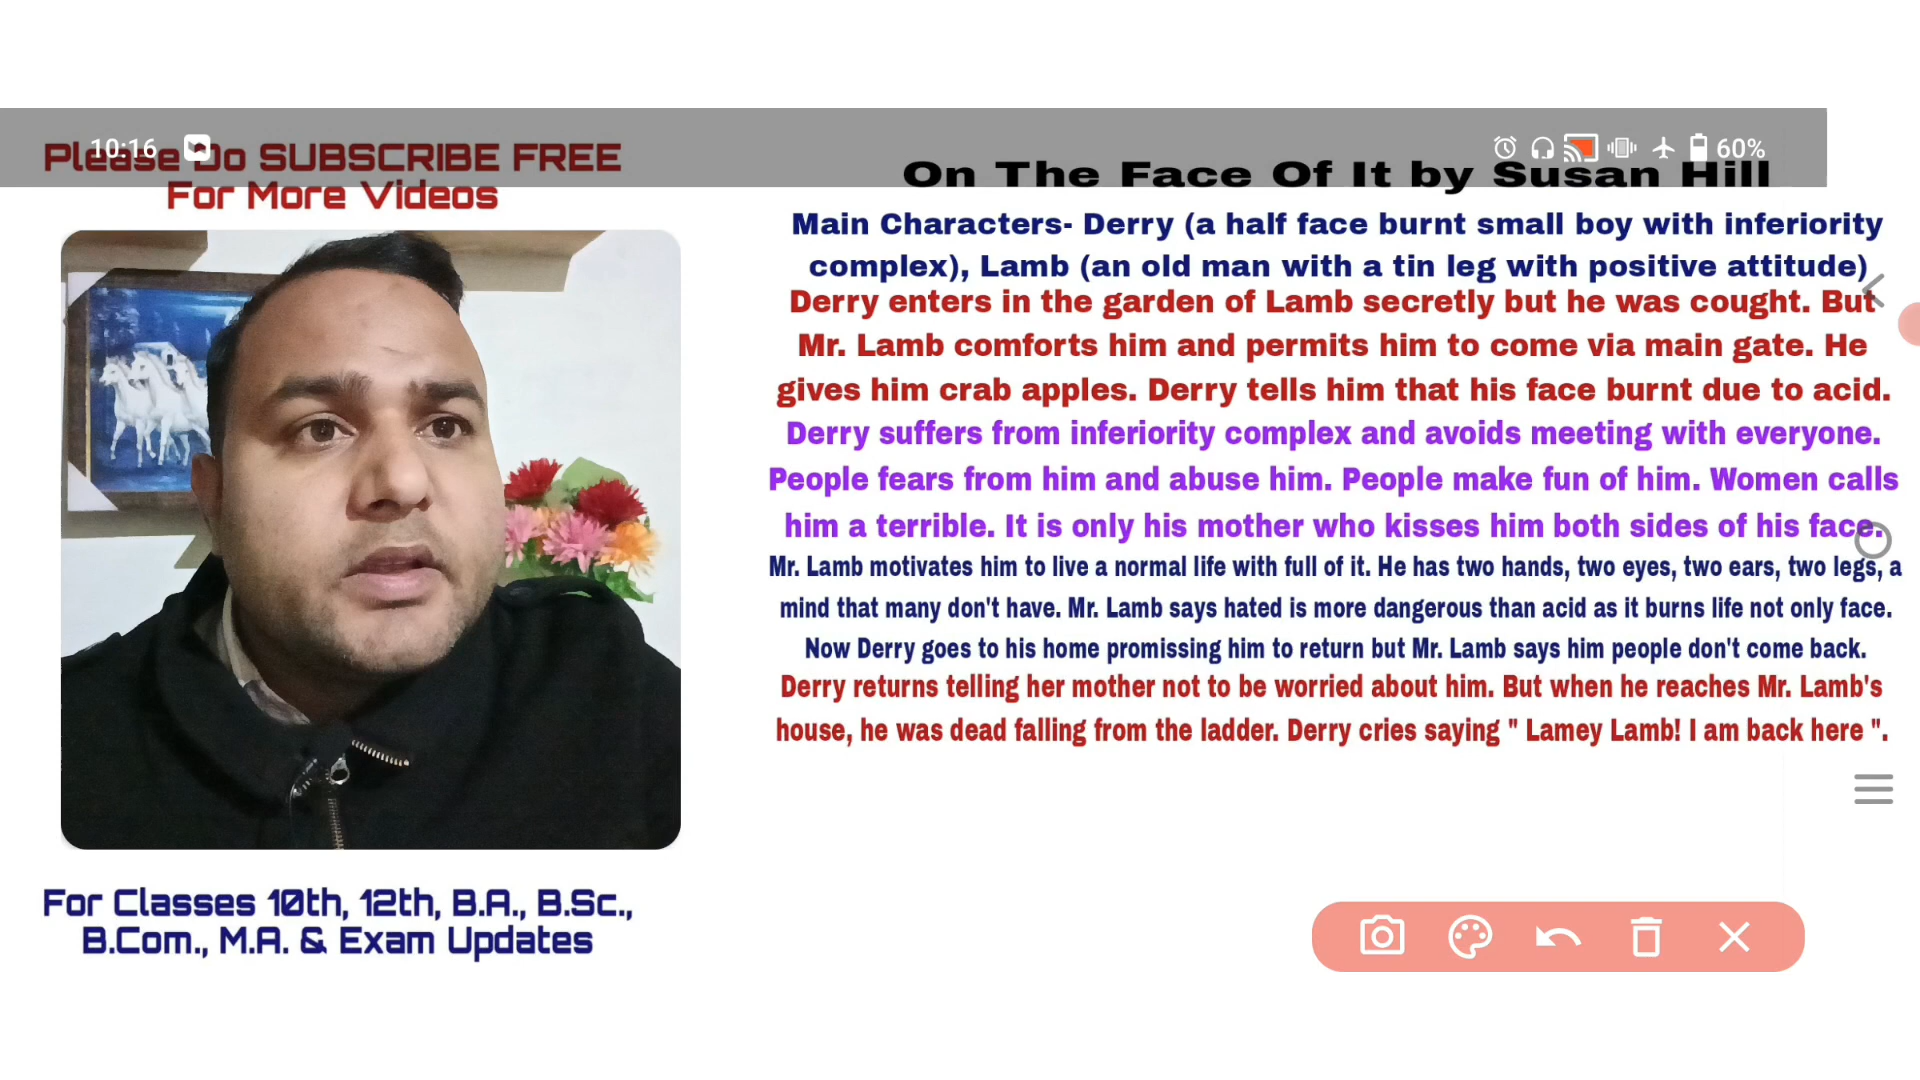 10:16
60%
Please Do SUBSCRIBE FREE
For More Videos
On The Face Of It by Susan Hill
Main Characters- Derry (a half face burnt small boy with inferiority
complex), Lamb (an old man with a tin leg with positive attitude)
Derry enters in the garden of Lamb secretly but he was cought. But
Mr. Lamb comforts him and permits him to come via main gate. He
gives him crab apples. Derry tells him that his face burnt due to acid.
Derry suffers from inferiority complex and avoids meeting with everyone.
People fears from him and abuse him. People make fun of him. Women calls
him a terrible. It is only his mother who kisses him both sides of his face.
Mr. Lamb motivates him to live a normal life with full of it. He has two hands, two eyes, two ears, two legs, a
mind that many don't have. Mr. Lamb says hated is more dangerous than acid as it burns life not only face.
Now Derry goes to his home promissing him to return but Mr. Lamb says him people don't come back.
Derry returns telling her mother not to be worried about him. But when he reaches Mr. Lamb's
house, he was dead falling from the ladder. Derry cries saying " Lamey Lamb! I am back here ".
For Classes 10th, 12th, B.A., B.Sc.,
B.Com., M.A. & Exam Updates